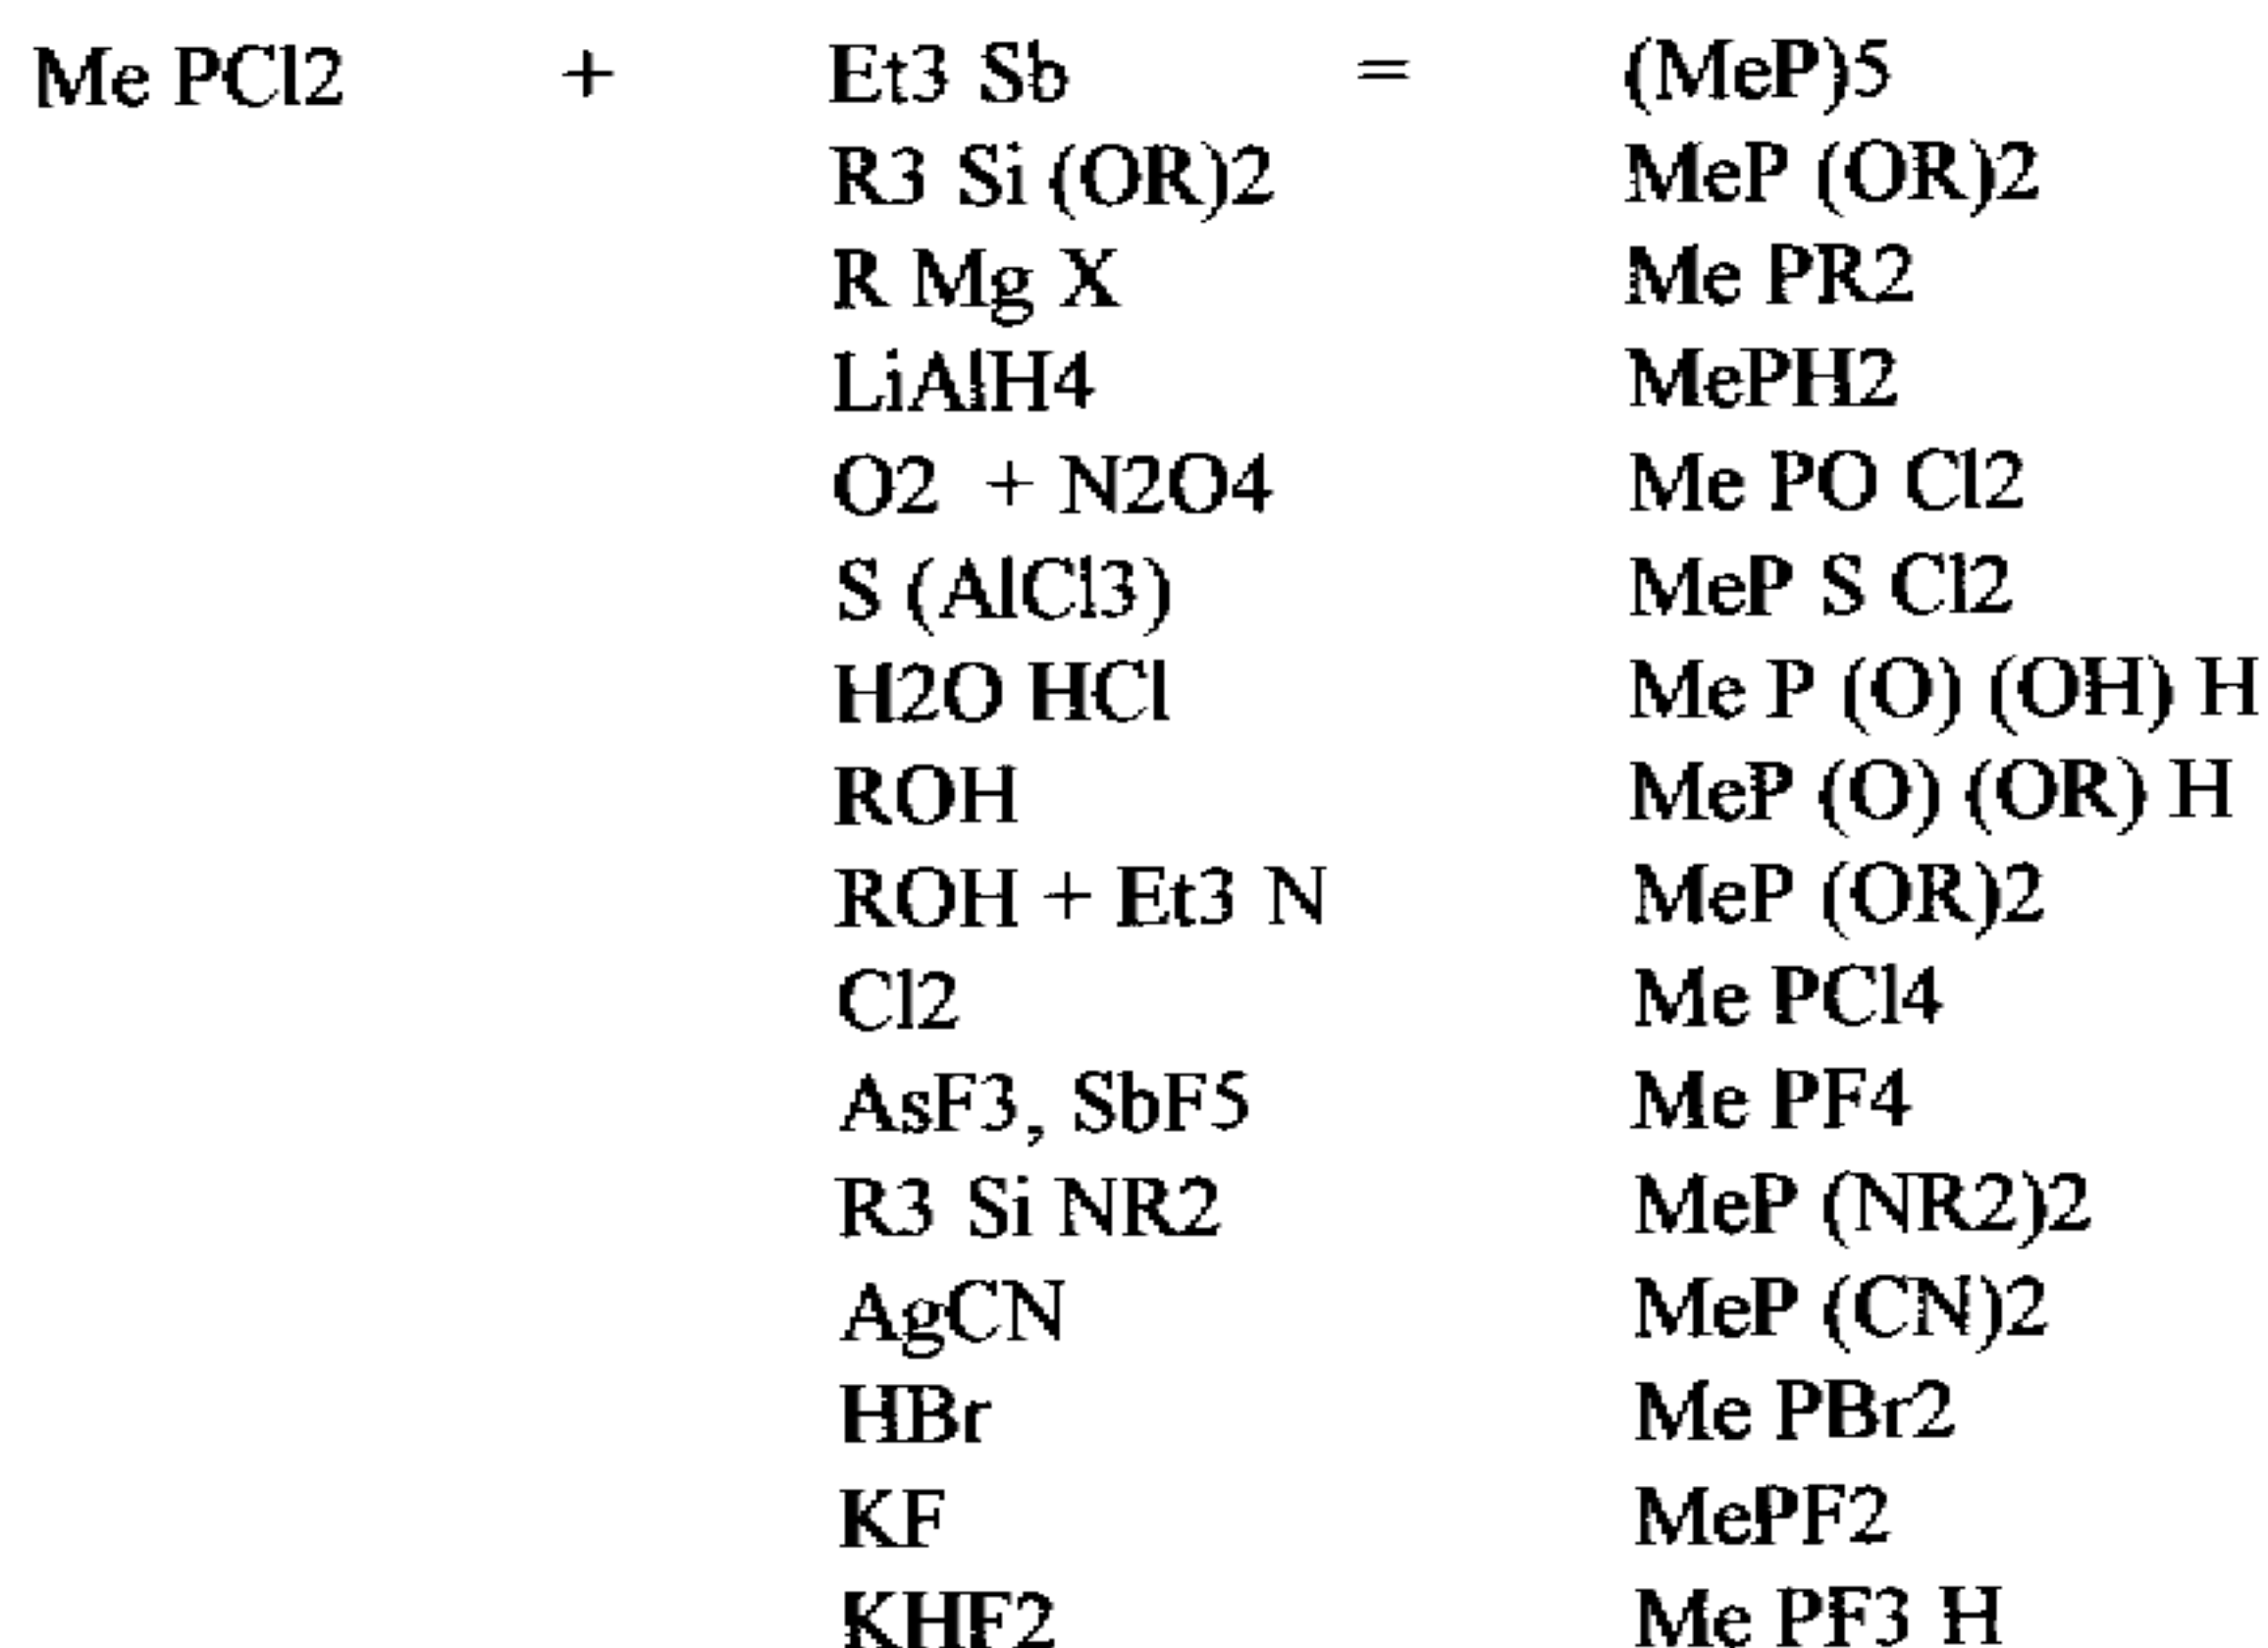 Me PCl2 + Et3 Sb = (MeP)5
R3 Si (OR)2 MeP (OR)2
R Mg X Me PR2
LiAlH4 MePH2
O2 + N2O4 Me PO Cl2
S (AlCl3) MeP S Cl2
H2O HCl Me P (O) (OH) H
ROH MeP (O) (OR) H
ROH + Et3 N MeP (OR)2
Cl2 Me PCl4
AsF3, SbF5 Me PF4
R3 Si NR2 MeP (NR2)2
AgCN MeP (CN)2
HBr Me PBr2
KF MePF2
KHF2 Me PF3 H